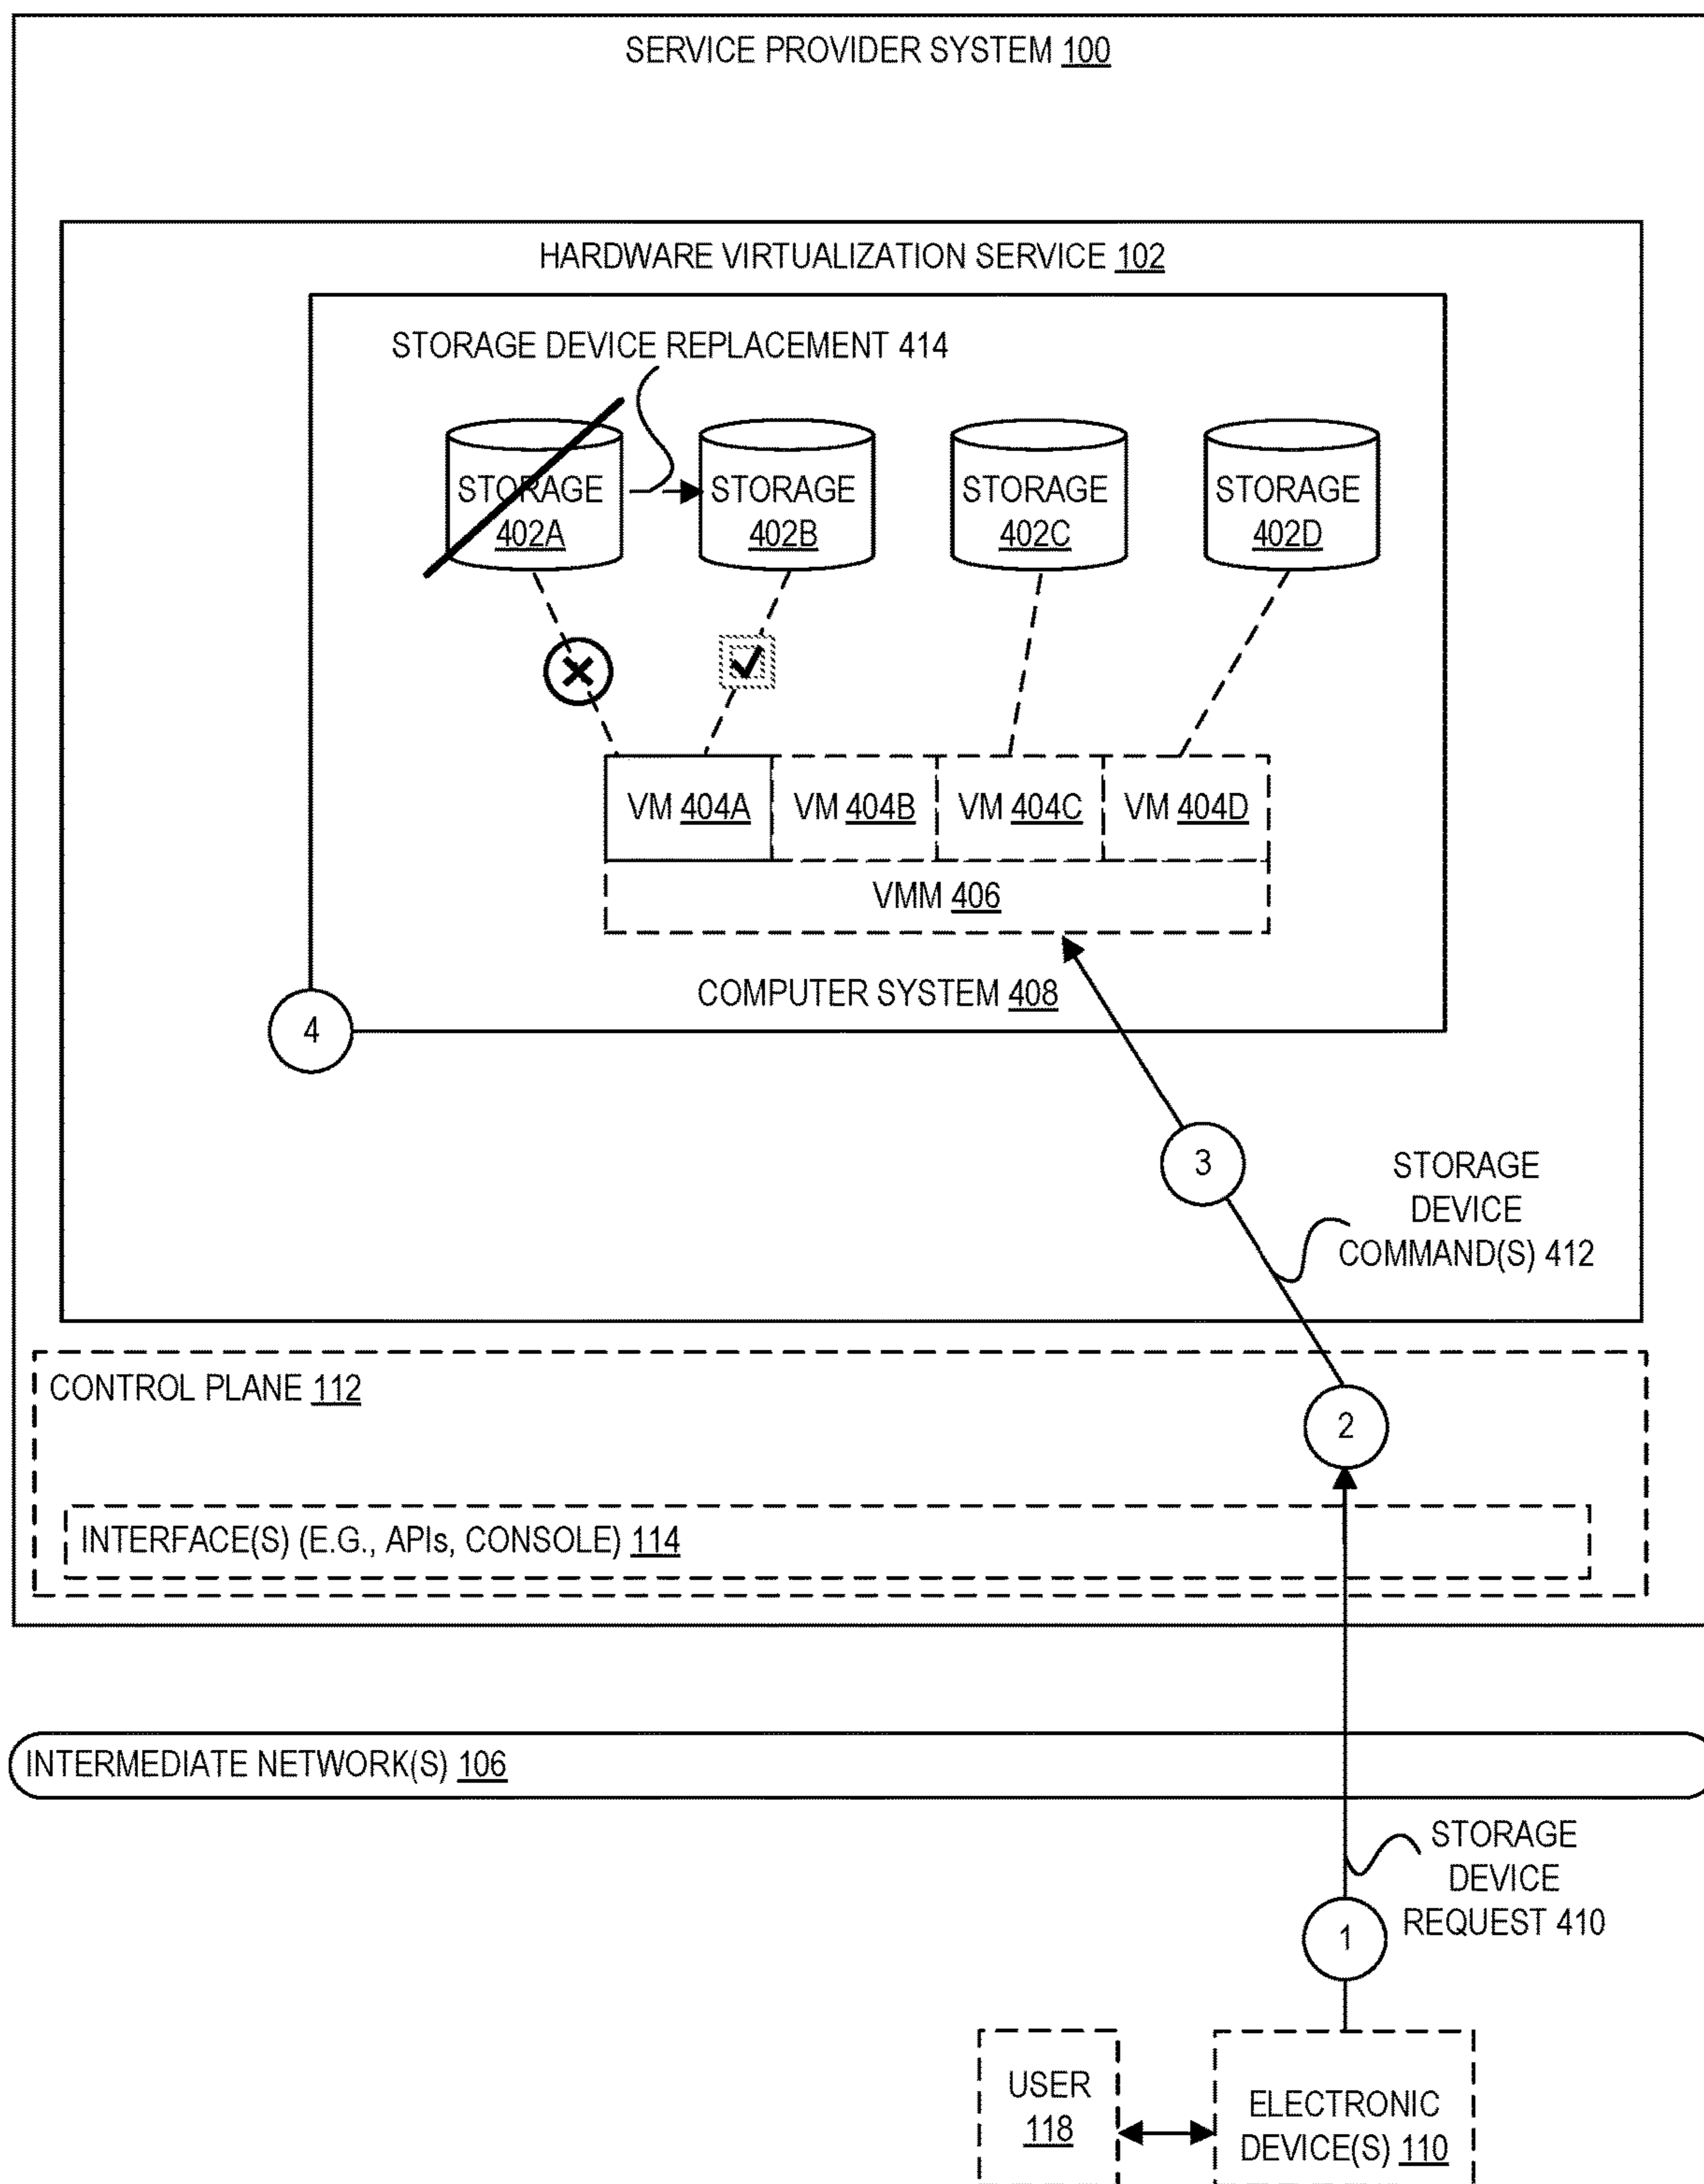 SERVICE PROVIDER SYSTEM 100
HARDWARE VIRTUALIZATION SERVICE 102
STORAGE DEVICE REPLACEMENT 414
STORAGE
402A
STORAGE
402B
STORAGE
402C
STORAGE
402D
VM 404A
VM 404B
VM 404C
VM 404D
VMM 406
COMPUTER SYSTEM 408
4
3
STORAGE
DEVICE
COMMAND(S) 412
CONTROL PLANE 112
2
INTERFACE(S) (E.G., APIs, CONSOLE) 114
INTERMEDIATE NETWORK(S) 106
STORAGE
DEVICE
REQUEST 410
1
USER
118
ELECTRONIC
DEVICE(S) 110